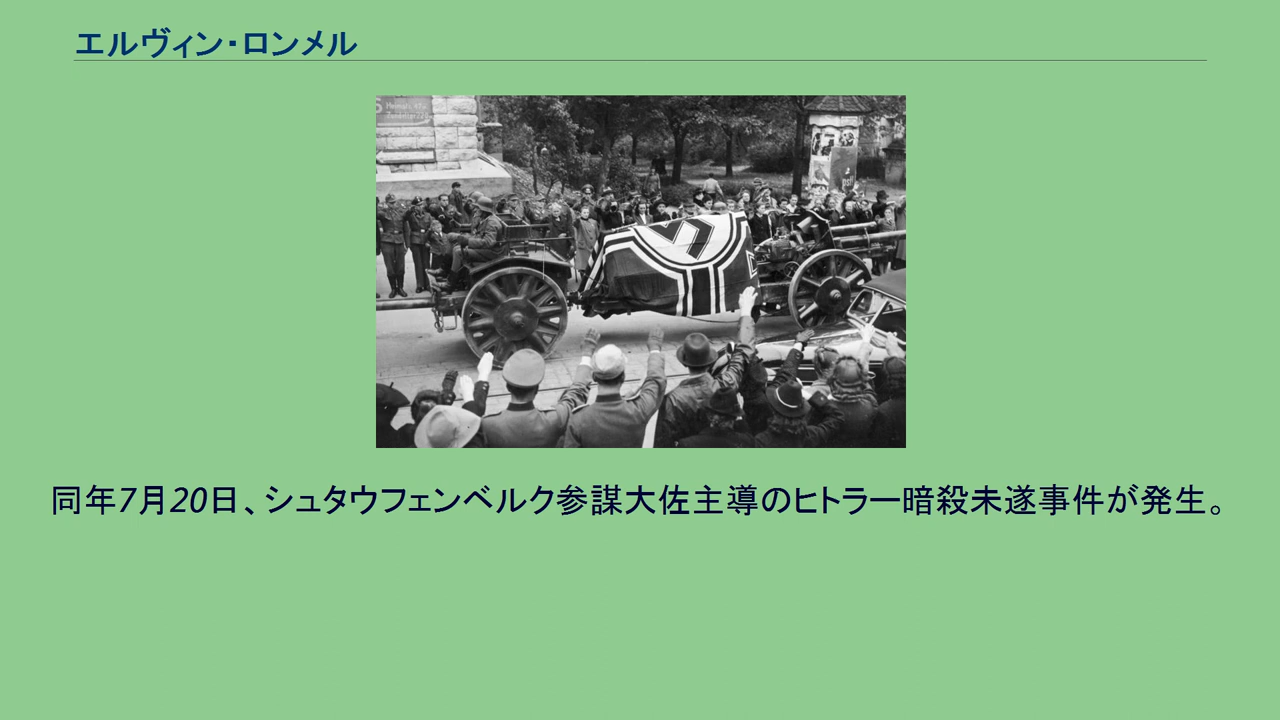 エルヴィン・ロンメル
同年7月20日、シュタウフェンベルク参謀大佐主導のヒトラー暗殺未遂事件が発生。